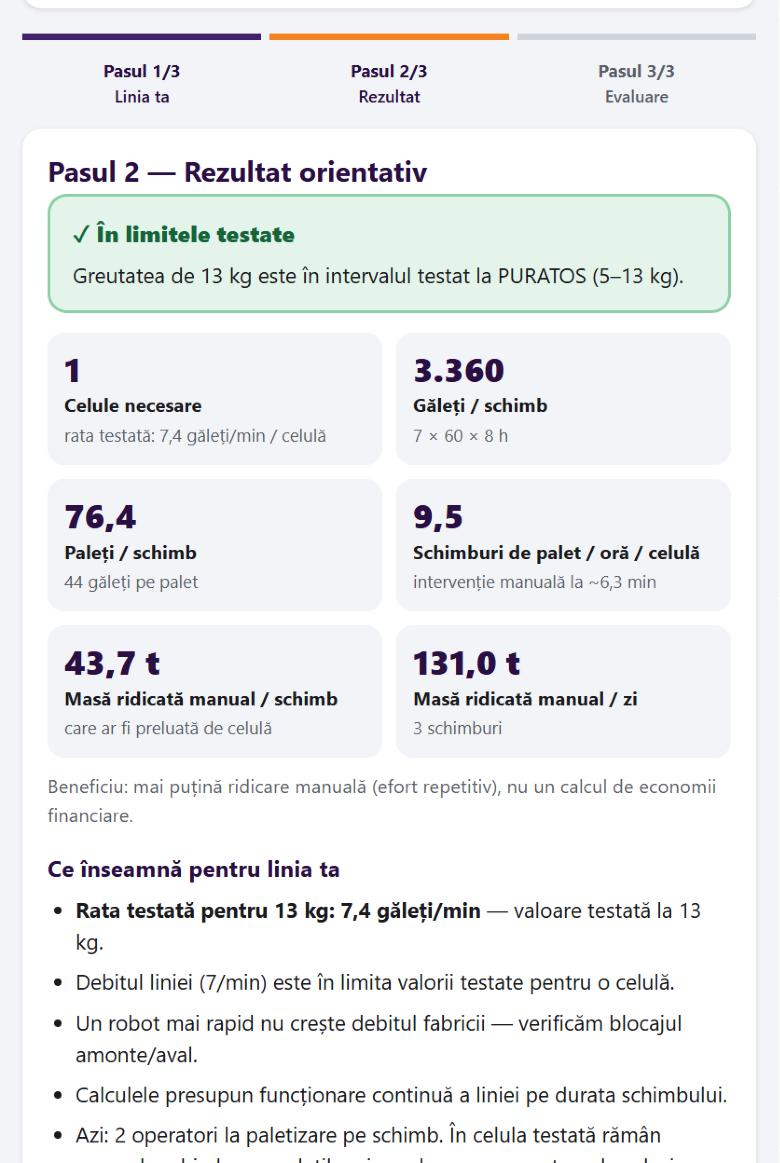 Pasul 1/3
Linia ta
Pasul 2/3
Rezultat
Pasul 3/3
Evaluare
Pasul 2 — Rezultat orientativ
✓ În limitele testate
Greutatea de 13 kg este în intervalul testat la PURATOS (5–13 kg).
1
Celule necesare
rata testată: 7,4 găleți/min / celulă
3.360
Găleți / schimb
7 × 60 × 8 h
76,4
Paleți / schimb
44 găleți pe palet
9,5
Schimburi de palet / oră / celulă
intervenție manuală la ~6,3 min
43,7 t
Masă ridicată manual / schimb
care ar fi preluată de celulă
131,0 t
Masă ridicată manual / zi
3 schimburi
Beneficiu: mai puțină ridicare manuală (efort repetitiv), nu un calcul de economii
financiare.
Ce înseamnă pentru linia ta
• Rata testată pentru 13 kg: 7,4 găleți/min — valoare testată la 13
kg.
• Debitul liniei (7/min) este în limita valorii testate pentru o celulă.
• Un robot mai rapid nu crește debitul fabricii — verificăm blocajul
amonte/aval.
• Calculele presupun funcționare continuă a liniei pe durata schimbului.
• Azi: 2 operatori la paletizare pe schimb. În celula testată rămân